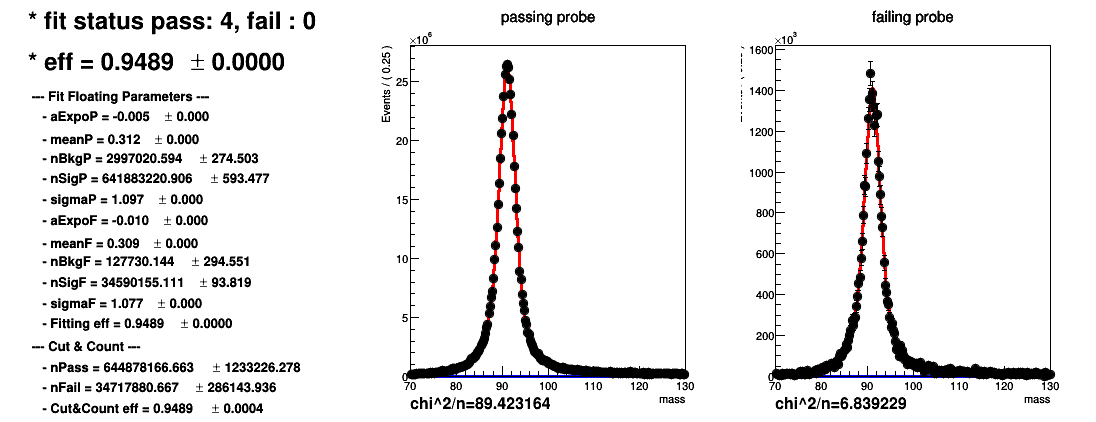 * fit status pass: 4, fail : 0
* eff = 0.9489 ± 0.0000
--- Fit Floating Parameters ---
- aExpoP = -0.005 ± 0.000
- meanP = 0.312 ± 0.000
- nBkgP = 2997020.594 ± 274.503
- nSigP = 641883220.906 ± 593.477
- sigmaP = 1.097 ± 0.000
- aExpoF = -0.010 ± 0.000
- meanF = 0.309 ± 0.000
- nBkgF = 127730.144 ± 294.551
- nSigF = 34590155.111 ± 93.819
- sigmaF = 1.077 ± 0.000
- Fitting eff = 0.9489 ± 0.0000
--- Cut & Count ---
- nPass = 644878166.663 ± 1233226.278
- nFail = 34717880.667 ± 286143.936
- Cut&Count eff = 0.9489 ± 0.0004
passing probe
×10^6
Events / ( 0.25 )
25
20
15
10
5
0
70 80 90 100 110 120 130
mass
chi^2/n=89.423164
failing probe
×10^3
1600
1400
1200
1000
800
600
400
200
0
70 80 90 100 110 120 130
mass
chi^2/n=6.839229